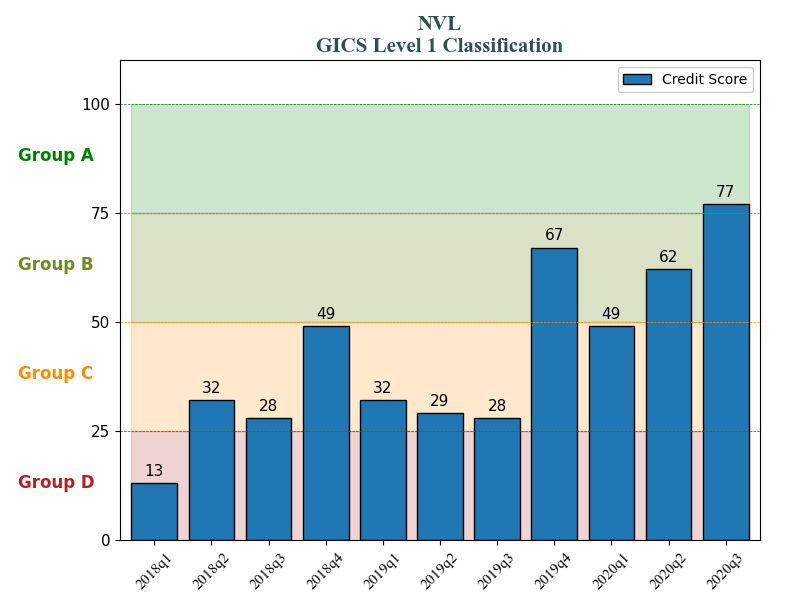 NVL
GICS Level 1 Classification
Credit Score
100
Group A
77
75
67
Group B
62
50
49
49
Group C
32
28
32
29
28
25
13
Group D
0
2018q1 2018q2 2018q3 2018q4 2019q1 2019q2 2019q3 2019q4 2020q1 2020q2 2020q3